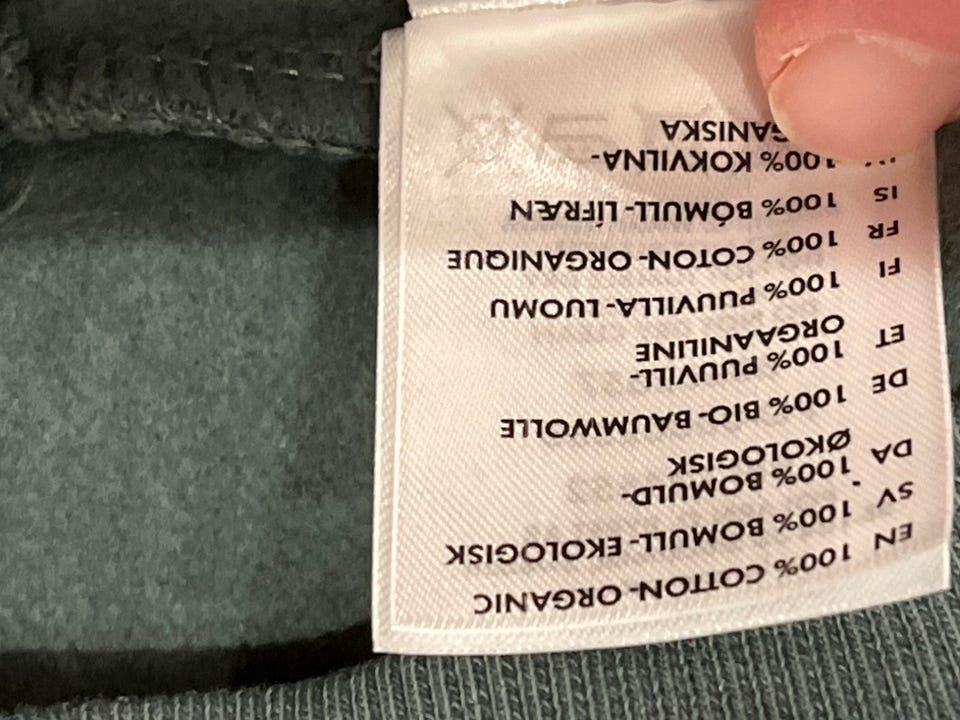 EN 100% COTTON-ORGANIC
SV 100% BOMULL-EKOLOGISK
DA 100% BOMULD-
ØKOLOGISK
DE 100% BIO-BAUMWOLLE
ET 100% PUUVILL-
ORGAANILINE
FI 100% PUUVILLA-LUOMU
FR 100% COTON-ORGANIQUE
IS 100% BÓMULL-LÍFRÆN
100% KOKVILNA-